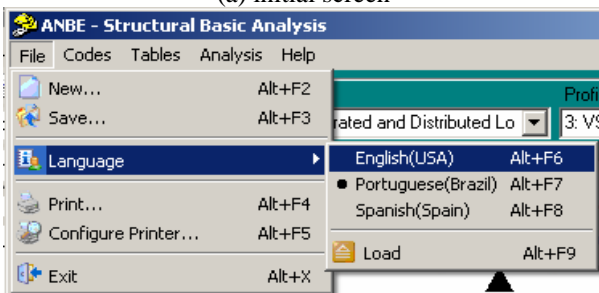 (a) initial screen
ANBE - Structural Basic Analysis
File Codes Tables Analysis Help
New... Alt+F2
Save... Alt+F3
Language
Print... Alt+F4
Configure Printer... Alt+F5
Exit Alt+X
Profi
rated and Distributed Lo 3: VS
English(USA) Alt+F6
Portuguese(Brazil) Alt+F7
Spanish(Spain) Alt+F8
Load Alt+F9